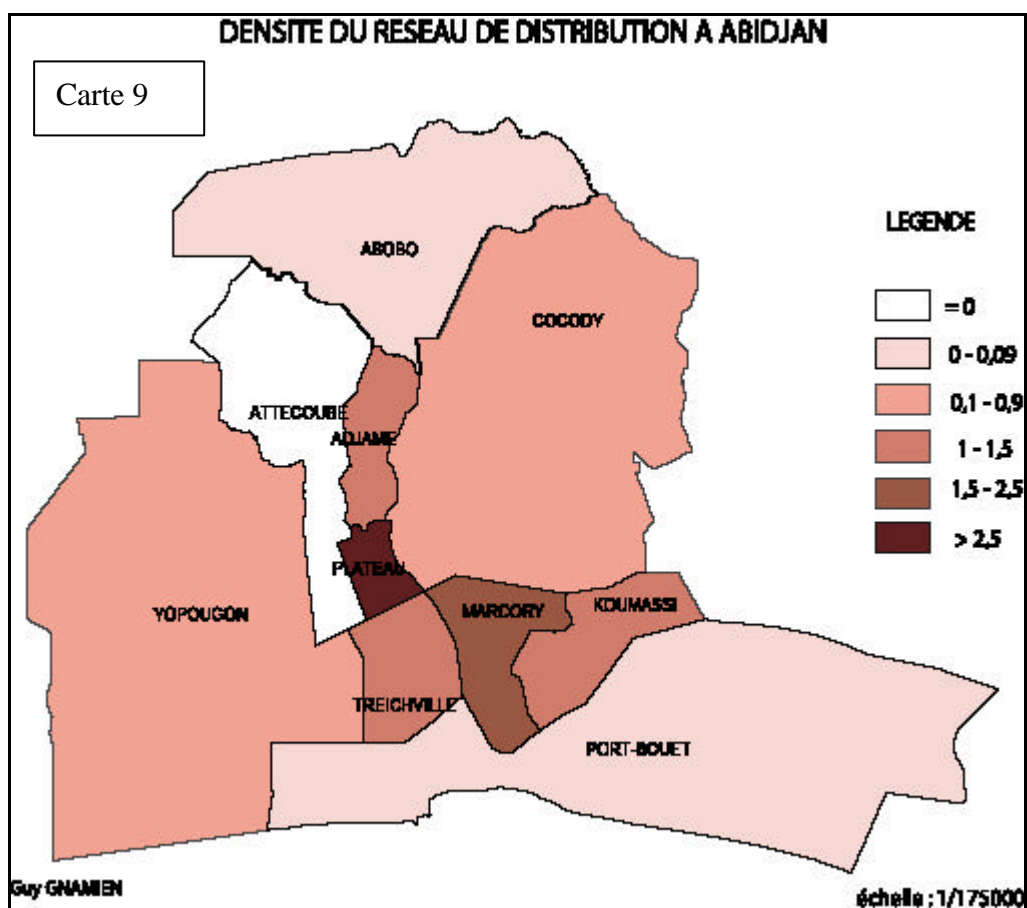 DENSITE DU RESEAU DE DISTRIBUTION A ABIDJAN
Carte 9
LEGENDE
= 0
0 - 0,09
0,1 - 0,9
1 - 1,5
1,5 - 2,5
> 2,5
ABOBO
COCODY
ATTECOUBE
ADJAME
PLATEAU
YOPOUGON
MARCORY
KOUMASSI
TREICHVILLE
PORT-BOUET
Guy GNAMIEN
échelle : 1/175000